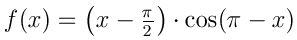 f(x) = (x − π/2) · cos(π − x)